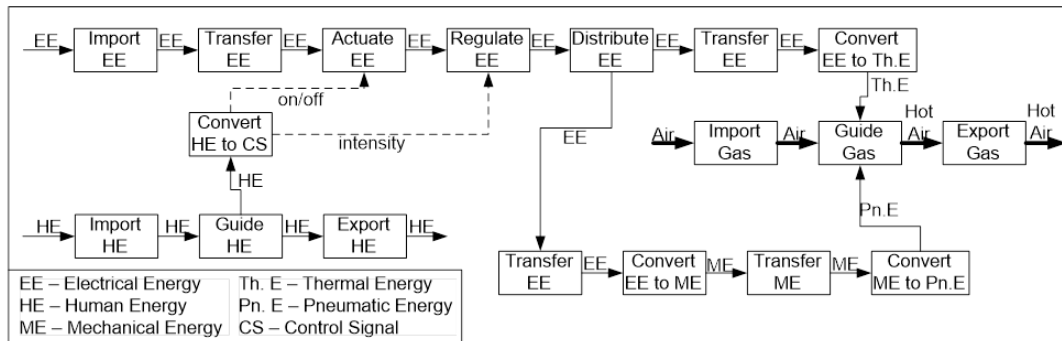 EE
Import
EE
EE
Transfer
EE
EE
Actuate
EE
EE
Regulate
EE
EE
Distribute
EE
EE
Transfer
EE
EE
Convert
EE to Th.E
on/off
Th.E
Convert
HE to CS
intensity
EE
Air
Import
Gas
Air
Guide
Gas
Hot
Air
Export
Gas
Hot
Air
HE
Pn.E
HE
Import
HE
HE
Guide
HE
HE
Export
HE
HE
Transfer
EE
EE
Convert
EE to ME
ME
Transfer
ME
ME
Convert
ME to Pn.E
EE – Electrical Energy
HE – Human Energy
ME – Mechanical Energy
Th. E – Thermal Energy
Pn. E – Pneumatic Energy
CS – Control Signal